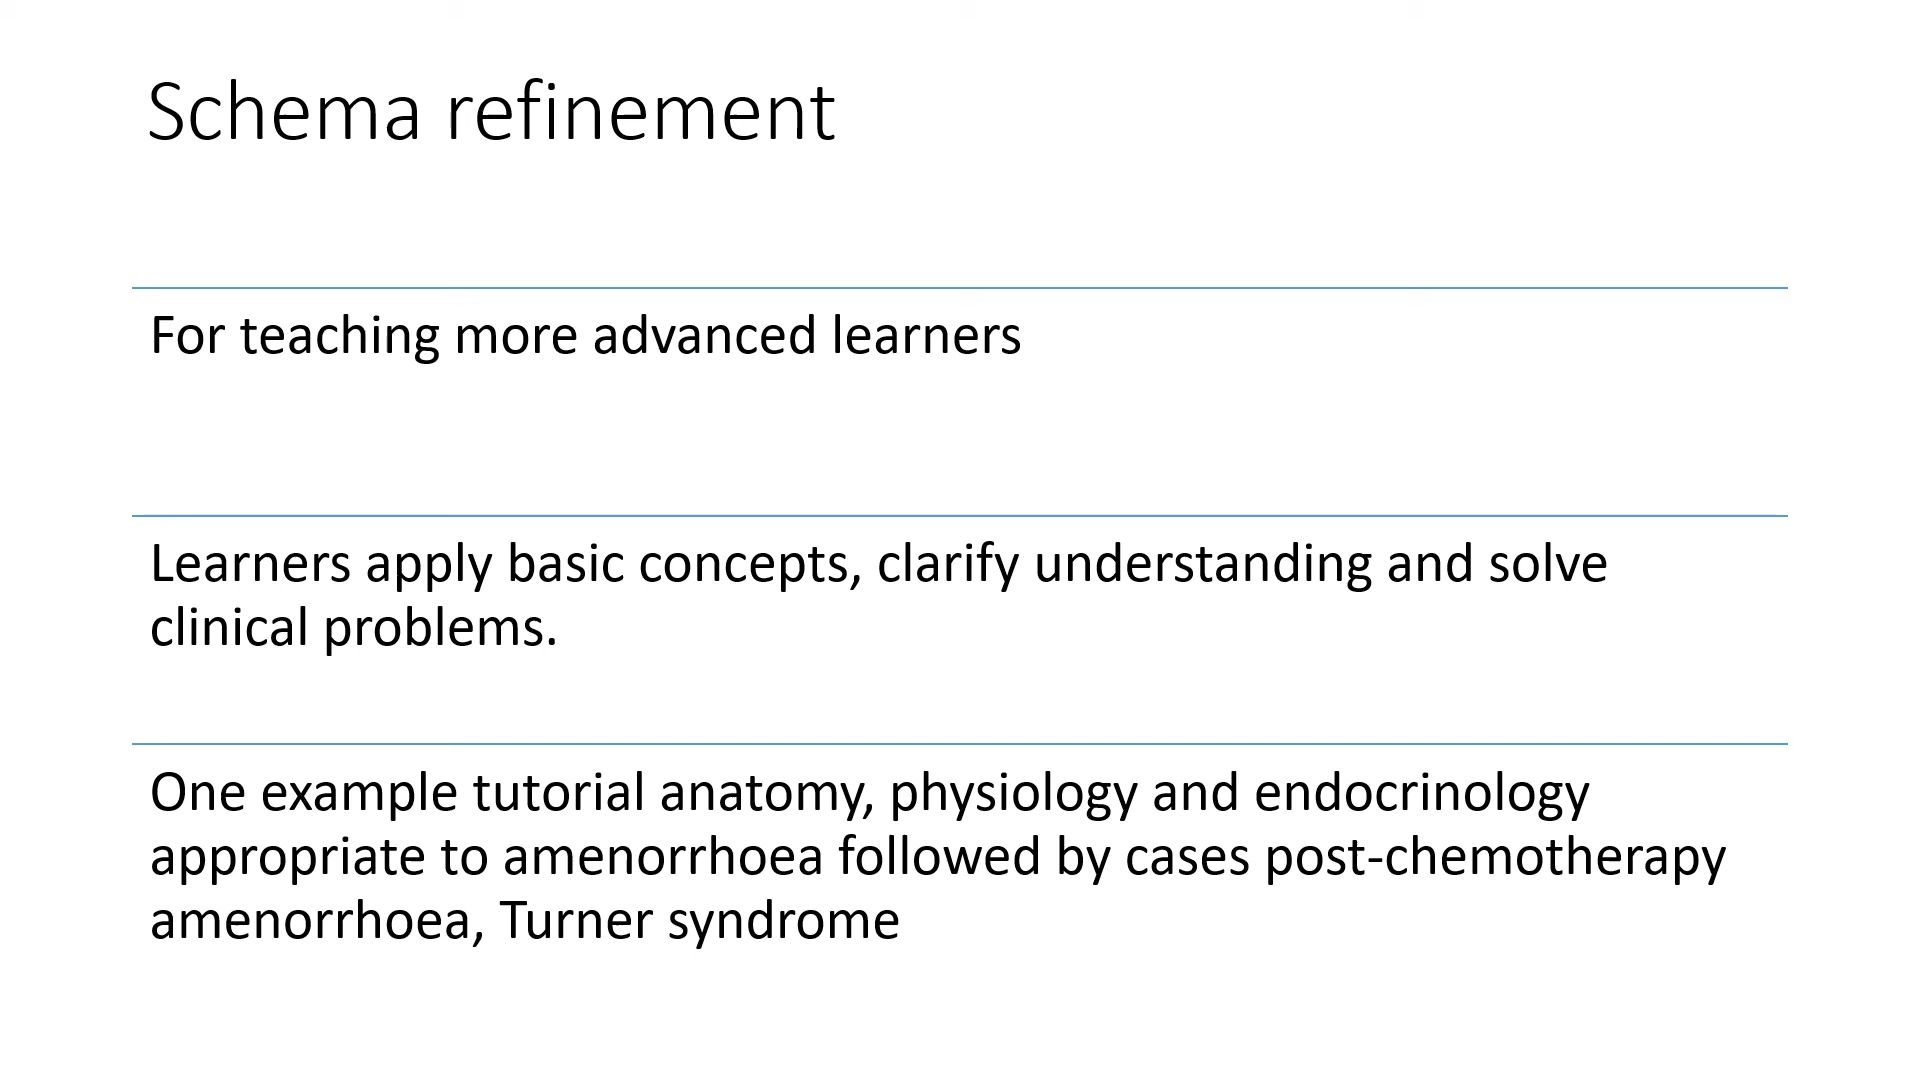 Schema refinement
For teaching more advanced learners
Learners apply basic concepts, clarify understanding and solve
clinical problems.
One example tutorial anatomy, physiology and endocrinology
appropriate to amenorrhoea followed by cases post-chemotherapy
amenorrhoea, Turner syndrome